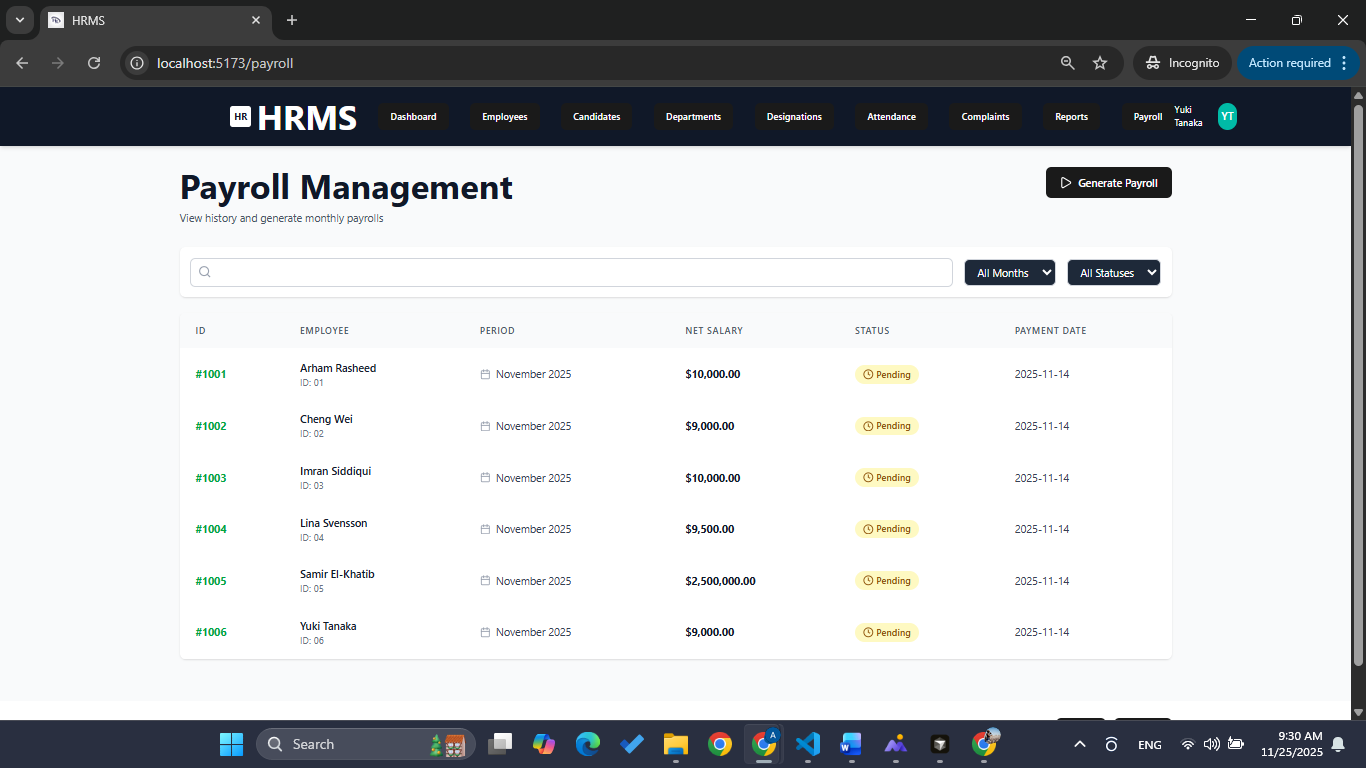 HRMS
localhost:5173/payroll
Incognito
Action required
HR HRMS
Dashboard
Employees
Candidates
Departments
Designations
Attendance
Complaints
Reports
Payroll
Yuki
Tanaka
YT
Payroll Management
Generate Payroll
View history and generate monthly payrolls
All Months
All Statuses
ID EMPLOYEE PERIOD NET SALARY STATUS PAYMENT DATE
#1001 Arham Rasheed November 2025 $10,000.00 Pending 2025-11-14
ID: 01
#1002 Cheng Wei November 2025 $9,000.00 Pending 2025-11-14
ID: 02
#1003 Imran Siddiqui November 2025 $10,000.00 Pending 2025-11-14
ID: 03
#1004 Lina Svensson November 2025 $9,500.00 Pending 2025-11-14
ID: 04
#1005 Samir El-Khatib November 2025 $2,500,000.00 Pending 2025-11-14
ID: 05
#1006 Yuki Tanaka November 2025 $9,000.00 Pending 2025-11-14
ID: 06
Search
A
W
ENG
9:30 AM
11/25/2025